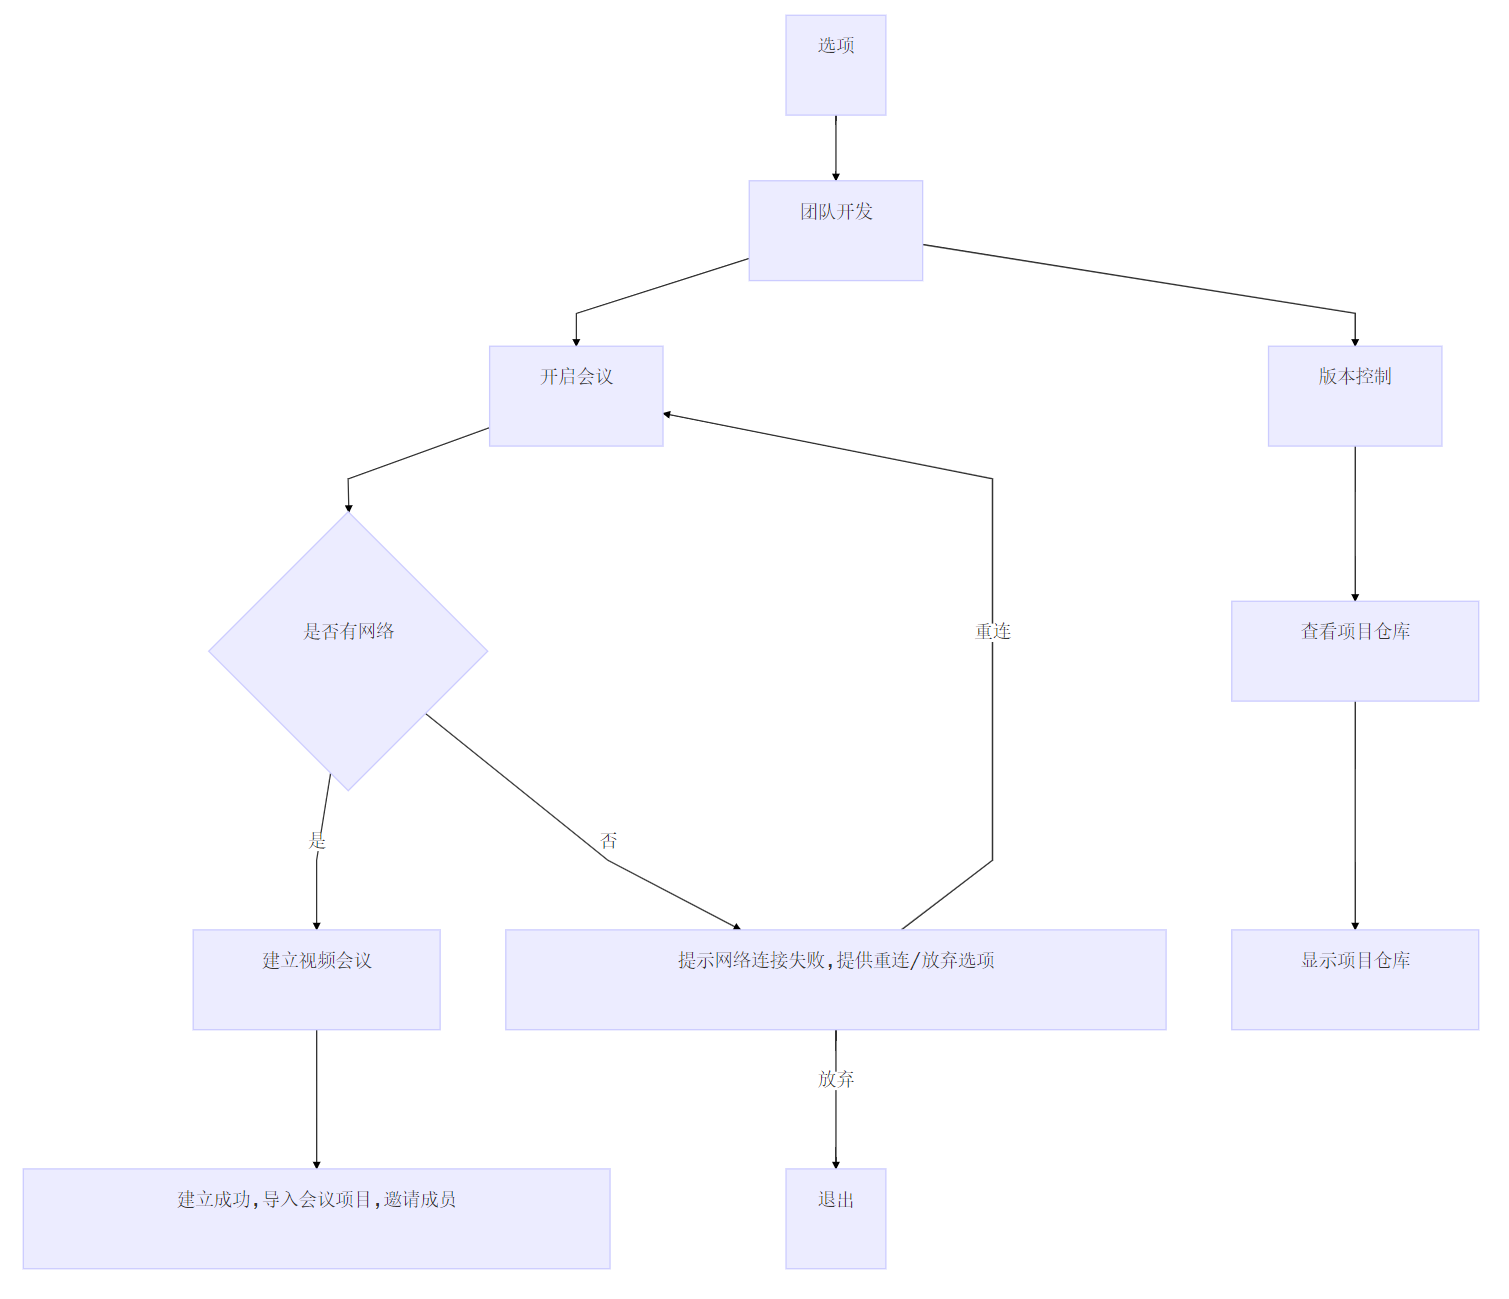 选项
团队开发
开启会议
版本控制
是否有网络
重连
查看项目仓库
是
否
建立视频会议
提示网络连接失败,提供重连/放弃选项
显示项目仓库
放弃
建立成功,导入会议项目,邀请成员
退出